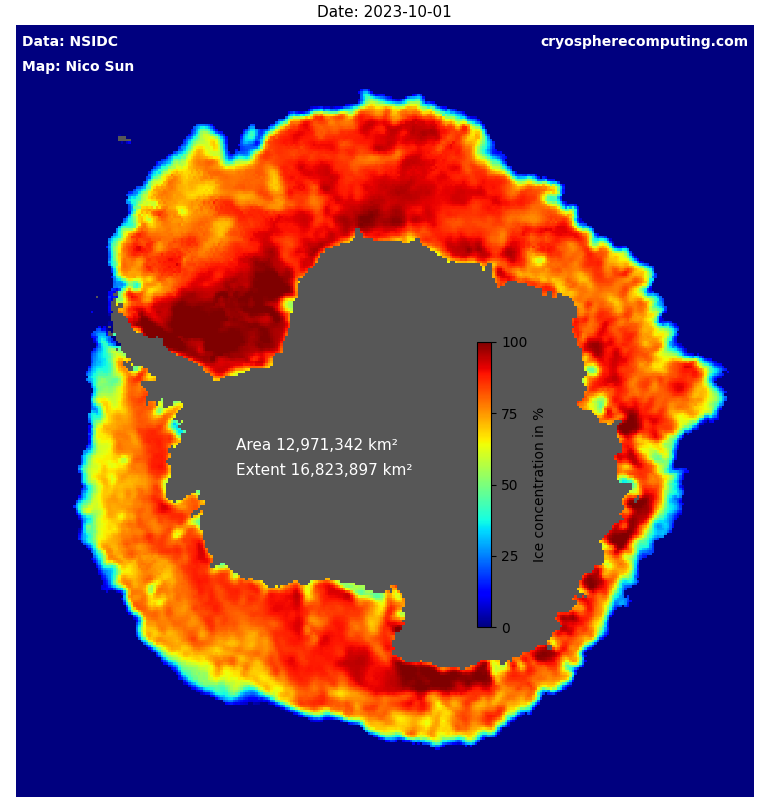 Date: 2023-10-01
Data: NSIDC
cryospherecomputing.com
Map: Nico Sun
100
75
50
25
0
Ice concentration in %
Area 12,971,342 km²
Extent 16,823,897 km²